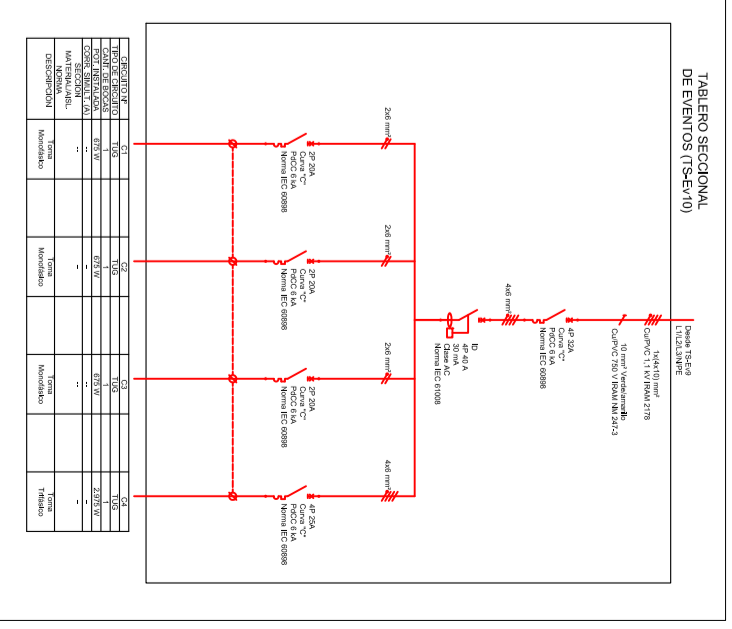 TABLERO SECCIONAL
DE EVENTOS (TS-Ev10)
Desde TS-Ev9
L1/L2/L3/N/PE
1x(4x10) mm²
Cu/PVC 1,1 kV IRAM 2178
10 mm² Verde/amarillo
Cu/PVC 750 V IRAM NM 247-3
4P 32A
Curva "C"
PdCC 6 kA
Norma IEC 60898
4x6 mm²
ID
4P 40 A
30 mA
Clase AC
Norma IEC 61008
2x6 mm²
2x6 mm²
2x6 mm²
4x6 mm²
2P 20A
Curva "C"
PdCC 6 kA
Norma IEC 60898
2P 20A
Curva "C"
PdCC 6 kA
Norma IEC 60898
2P 20A
Curva "C"
PdCC 6 kA
Norma IEC 60898
4P 25A
Curva "C"
PdCC 6 kA
Norma IEC 60898
CIRCUITO Nº C1 C2 C3 C4
TIPO DE CIRCUITO TUG TUG TUG TUG
CANT. DE BOCAS 1 1 1 1
POT. INSTALADA 675 W 675 W 675 W 2.975 W
CORR. SIMULT. (A) -- -- -- --
SECCIÓN
MATERIAL/AISL.
NORMA
-- -- -- --
DESCRIPCIÓN
Toma
Monofásico
Toma
Monofásico
Toma
Monofásico
Toma
Trifásico